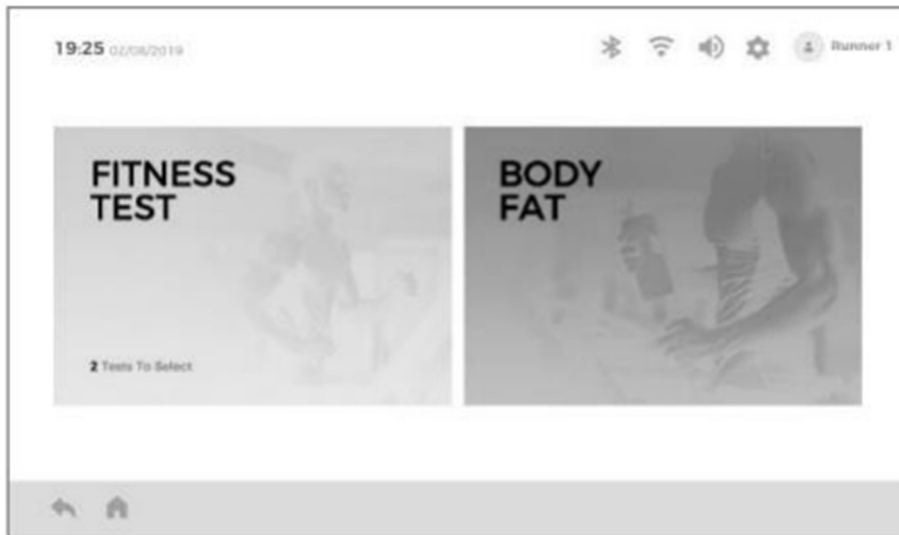 19:25 02/08/2019
Runner 1
FITNESS
TEST
2 Tests To Select
BODY
FAT